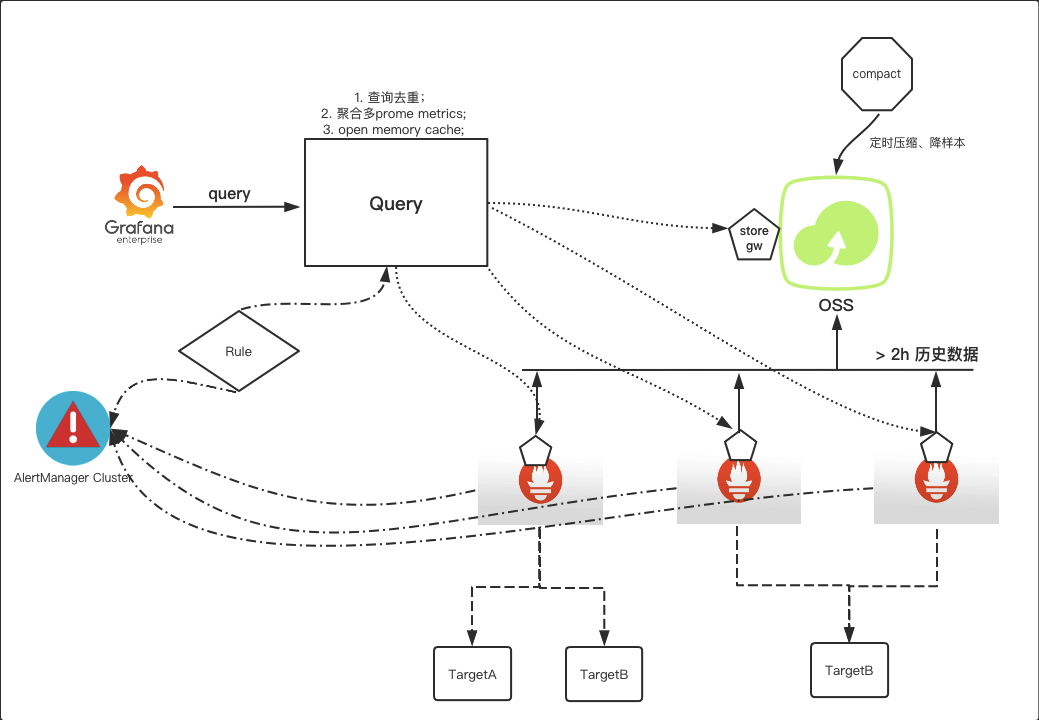 compact
1. 查询去重；
2. 聚合多prome metrics;
3. open memory cache;
定时压缩、降样本
query
Query
Grafana
enterprise
store
gw
OSS
Rule
> 2h 历史数据
AlertManager Cluster
TargetA
TargetB
TargetB